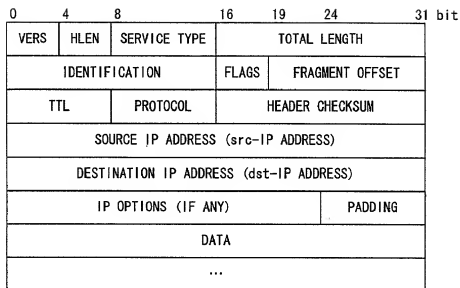 0 4 8 16 19 24 31 bit
VERS HLEN SERVICE TYPE TOTAL LENGTH
IDENTIFICATION FLAGS FRAGMENT OFFSET
TTL PROTOCOL HEADER CHECKSUM
SOURCE IP ADDRESS (src-IP ADDRESS)
DESTINATION IP ADDRESS (dst-IP ADDRESS)
IP OPTIONS (IF ANY) PADDING
DATA
...